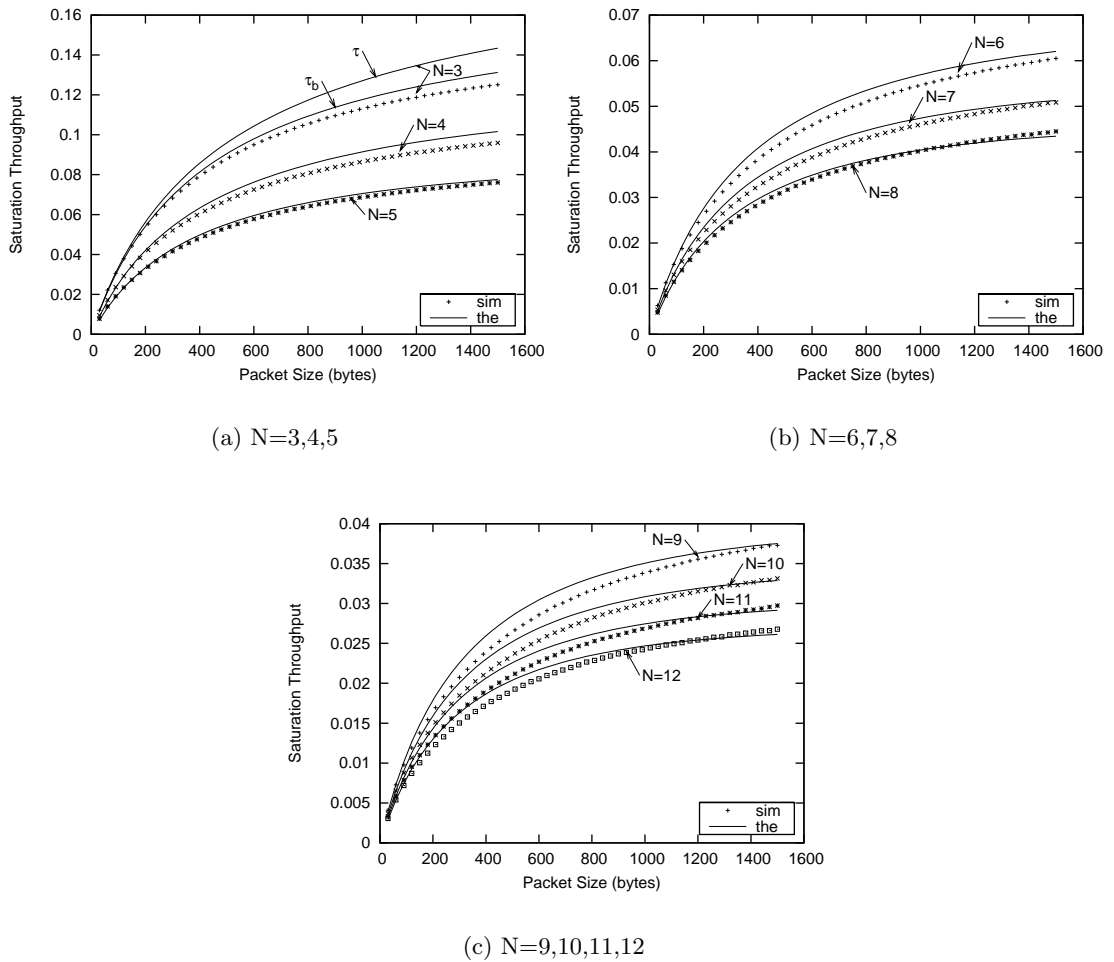 0.16
0.14
0.12
0.1
0.08
0.06
0.04
0.02
0
0 200 400 600 800 1000 1200 1400 1600
Saturation Throughput
Packet Size (bytes)
τ
τb
N=3
N=4
N=5
sim
the
(a) N=3,4,5
0.07
0.06
0.05
0.04
0.03
0.02
0.01
0
0 200 400 600 800 1000 1200 1400 1600
Saturation Throughput
Packet Size (bytes)
N=6
N=7
N=8
sim
the
(b) N=6,7,8
0.04
0.035
0.03
0.025
0.02
0.015
0.01
0.005
0
0 200 400 600 800 1000 1200 1400 1600
Saturation Throughput
Packet Size (bytes)
N=9
N=10
N=11
N=12
sim
the
(c) N=9,10,11,12